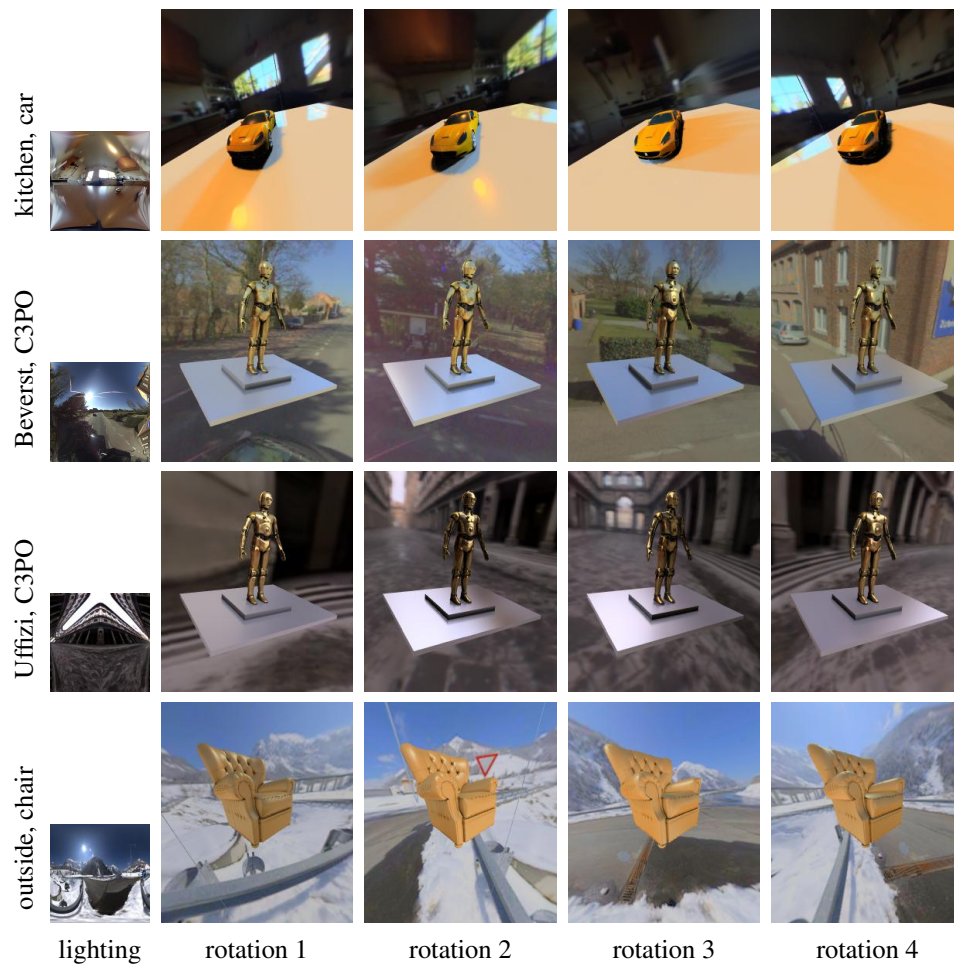 kitchen, car
Beverst, C3PO
Uffizi, C3PO
outside, chair
lighting rotation 1 rotation 2 rotation 3 rotation 4